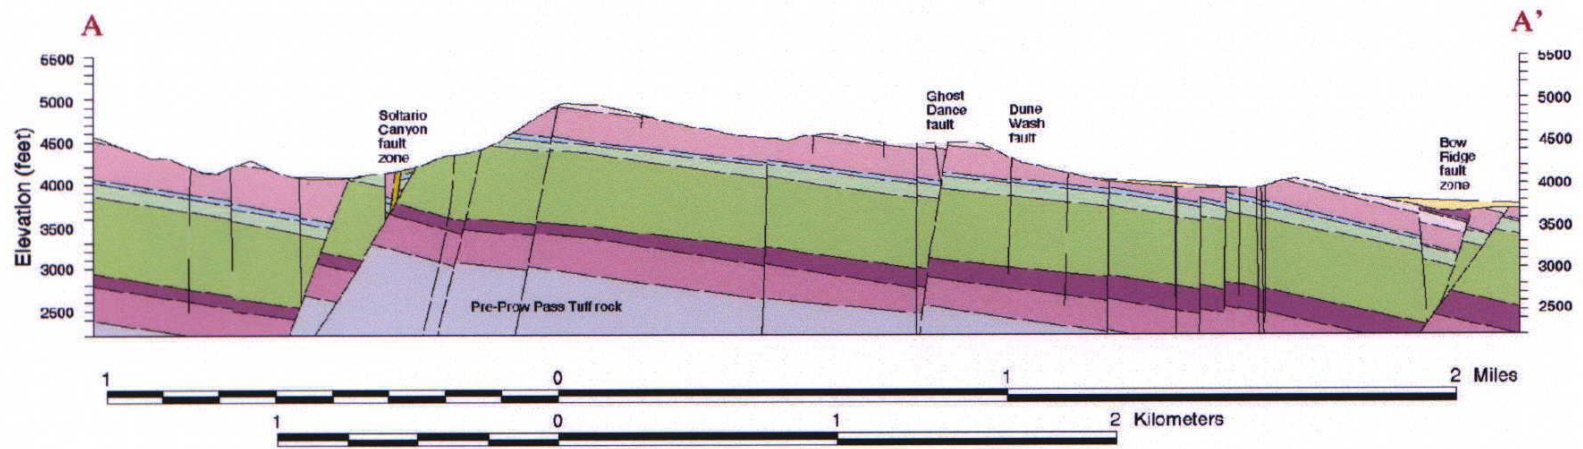 A
A'
5500
5000
4500
4000
3500
3000
2500
Elevation (feet)
Soltario
Canyon
fault
zone
Ghost
Dance
fault
Dune
Wash
fault
Bow
Ridge
fault
zone
Pre-Prow Pass Tuff rock
5500
5000
4500
4000
3500
3000
2500
1 0 1 2 Miles
1 0 1 2 Kilometers